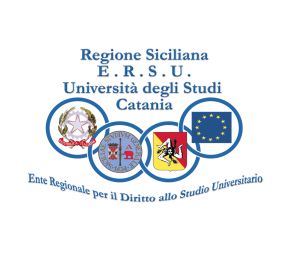 Regione Siciliana
E.R.S.U.
Università degli Studi
Catania
Ente Regionale per il Diritto allo Studio Universitario